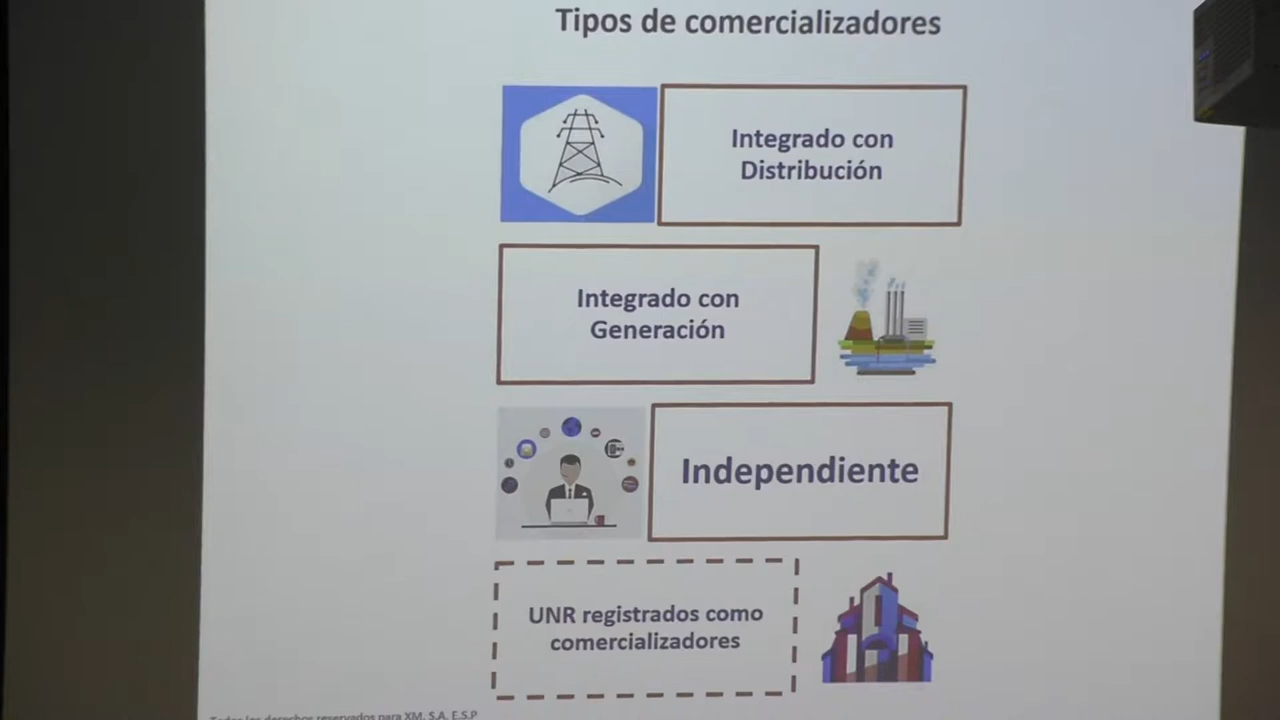 Tipos de comercializadores
Integrado con
Distribución
Integrado con
Generación
Independiente
UNR registrados como
comercializadores
Todos los derechos reservados para XM, S.A. E.S.P